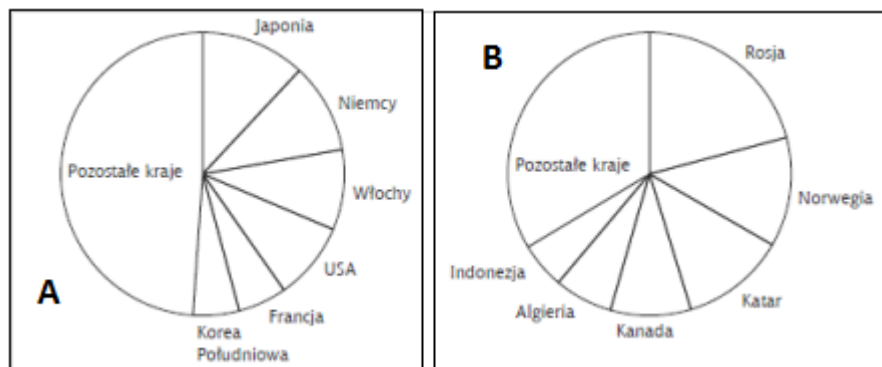 Japonia
Niemcy
Włochy
USA
Francja
Korea
Południowa
Pozostałe kraje
A
B
Rosja
Norwegia
Katar
Kanada
Algieria
Indonezja
Pozostałe kraje